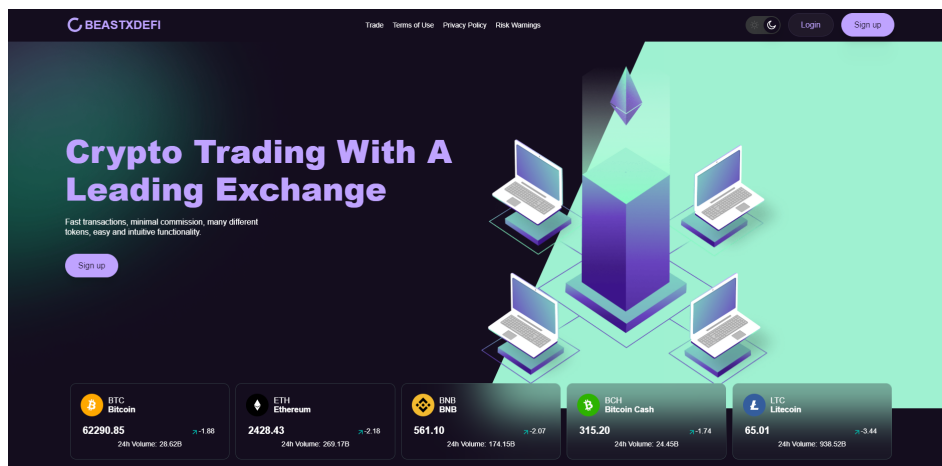 BEASTXDEFI
Trade Terms of Use Privacy Policy Risk Warnings
Login
Sign up
Crypto Trading With A
Leading Exchange
Fast transactions, minimal commission, many different
tokens, easy and intuitive functionality.
Sign up
BTC
Bitcoin
62290.85 -1.88
24h Volume: 28.62B
ETH
Ethereum
2428.43 -2.18
24h Volume: 269.17B
BNB
BNB
561.10 -2.07
24h Volume: 174.15B
BCH
Bitcoin Cash
315.20 -1.74
24h Volume: 24.45B
LTC
Litecoin
65.01 -3.44
24h Volume: 938.52B